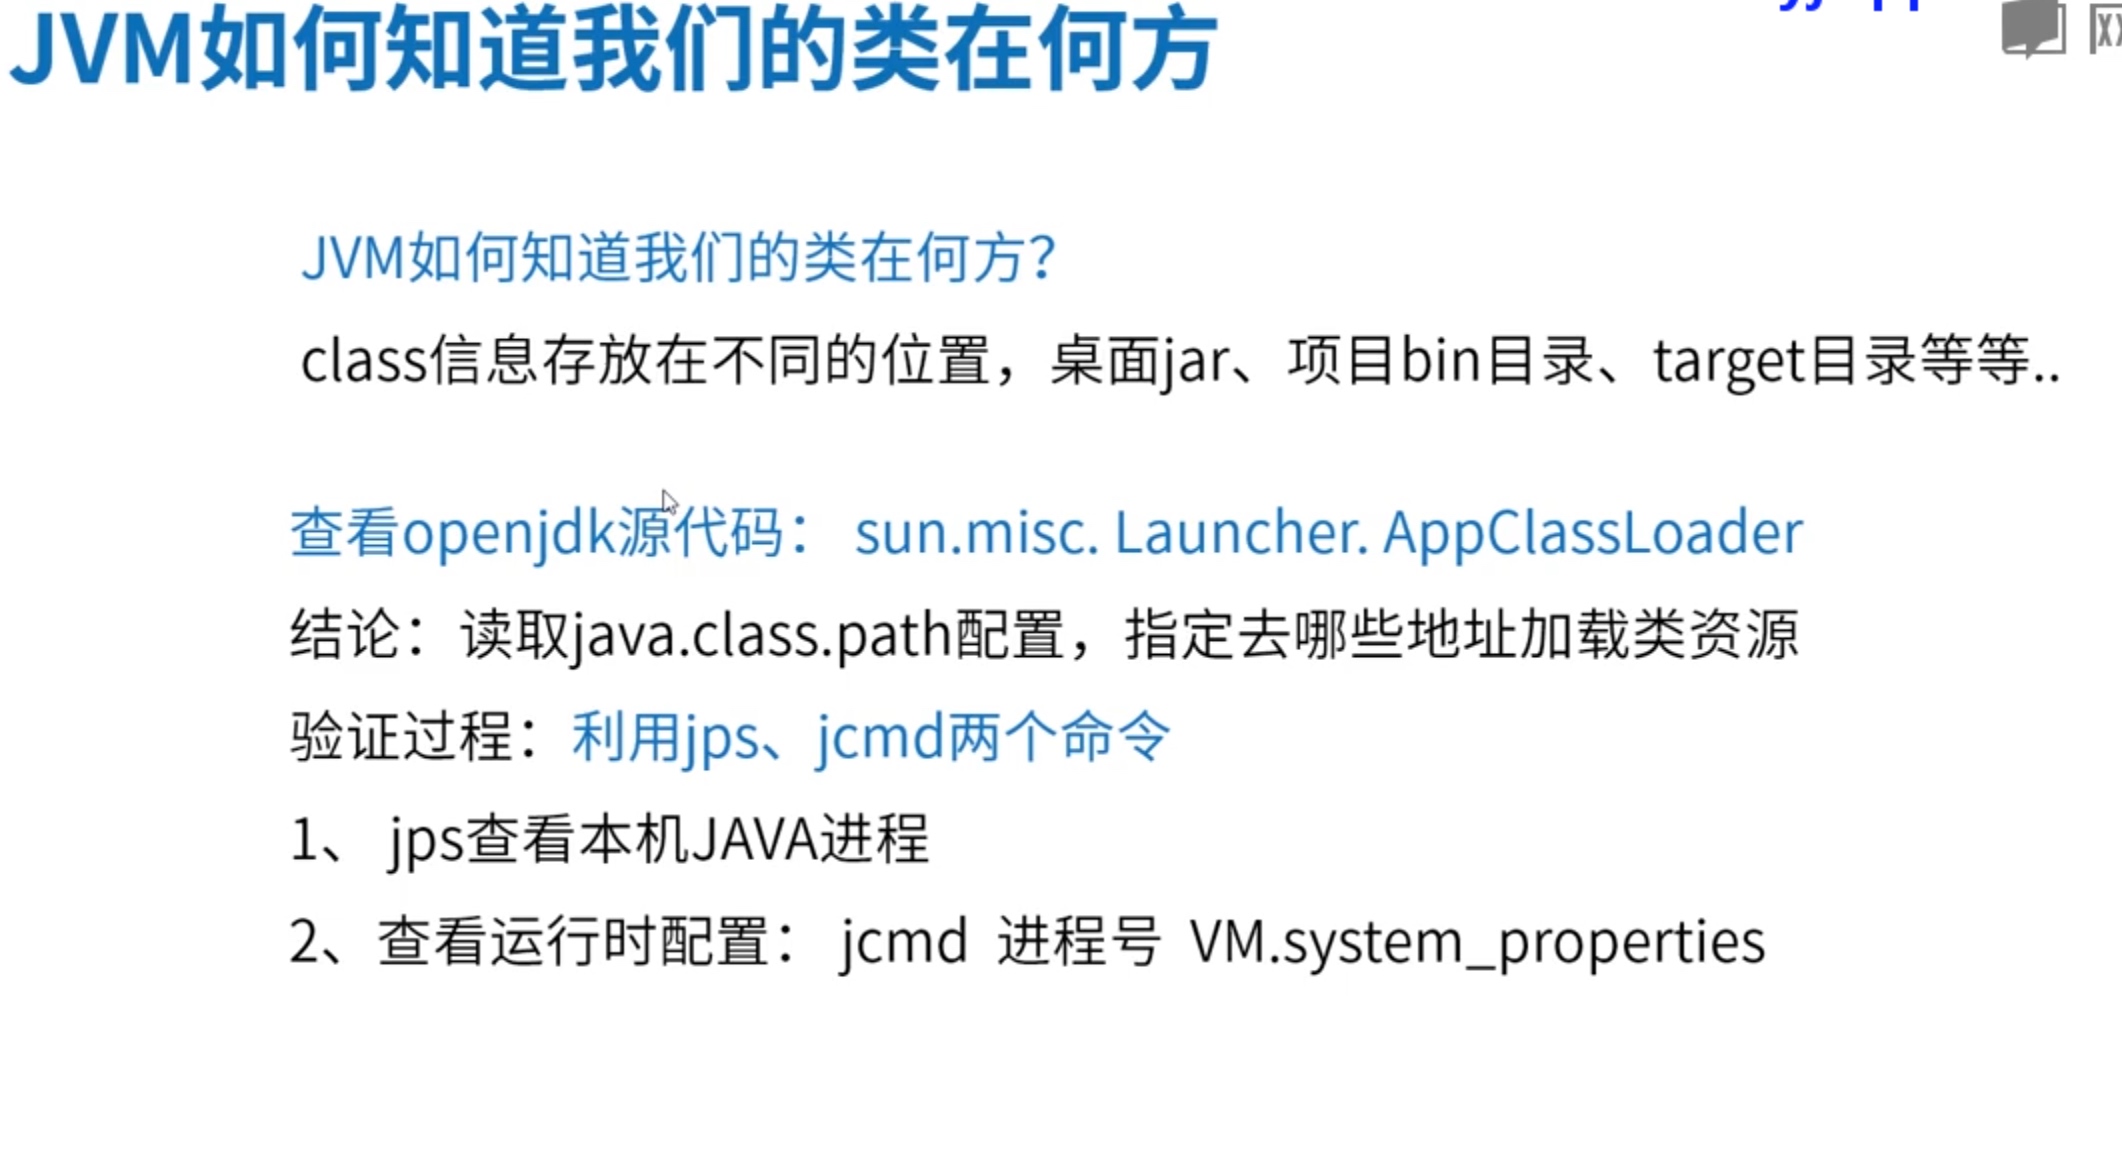 JVM如何知道我们的类在何方
JVM如何知道我们的类在何方?
class信息存放在不同的位置，桌面jar、项目bin目录、target目录等等..
查看openjdk源代码： sun.misc. Launcher. AppClassLoader
结论：读取java.class.path配置，指定去哪些地址加载类资源
验证过程：利用jps、jcmd两个命令
1、 jps查看本机JAVA进程
2、查看运行时配置： jcmd 进程号 VM.system_properties